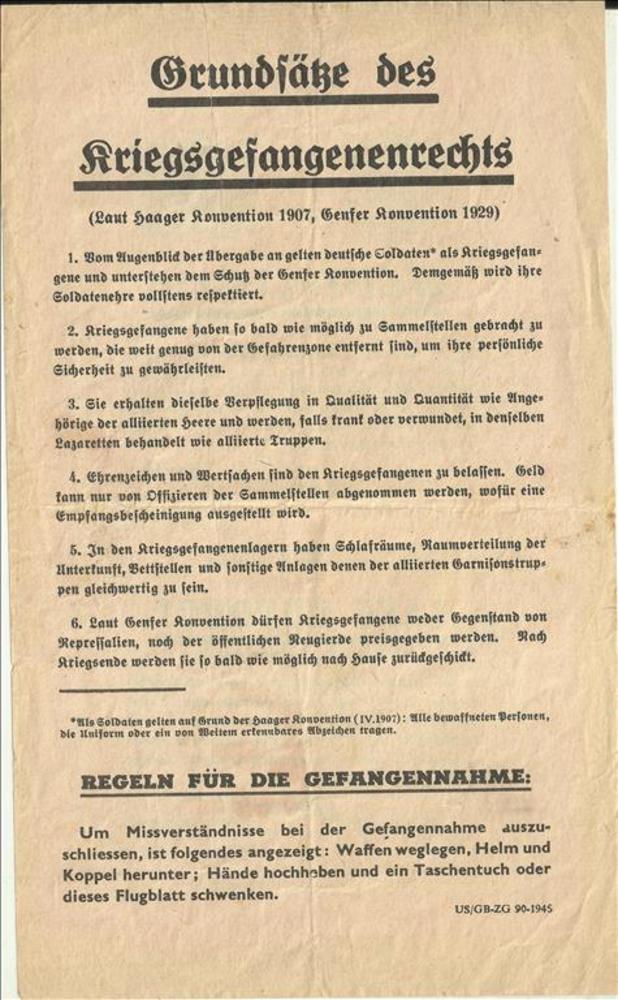 Grundsätze des
Kriegsgefangenenrechts
(Laut Haager Konvention 1907, Genfer Konvention 1929)
1. Vom Augenblick der Übergabe an gelten deutsche Soldaten* als Kriegsgefan-
gene und unterstehen dem Schutz der Genfer Konvention. Demgemäß wird ihre
Soldatenehre vollstens respektiert.
2. Kriegsgefangene haben so bald wie möglich zu Sammelstellen gebracht zu
werden, die weit genug von der Gefahrenzone entfernt sind, um ihre persönliche
Sicherheit zu gewährleisten.
3. Sie erhalten dieselbe Verpflegung in Qualität und Quantität wie Ange-
hörige der alliierten Heere und werden, falls krank oder verwundet, in denselben
Lazaretten behandelt wie alliierte Truppen.
4. Ehrenzeichen und Wertsachen sind den Kriegsgefangenen zu belassen. Geld
kann nur von Offizieren der Sammelstellen abgenommen werden, wofür eine
Empfangsbescheinigung ausgestellt wird.
5. In den Kriegsgefangenenlagern haben Schlafräume, Raumverteilung der
Unterkunft, Bettstellen und sonstige Anlagen denen der alliierten Garnisonstrup-
pen gleichwertig zu sein.
6. Laut Genfer Konvention dürfen Kriegsgefangene weder Gegenstand von
Repressalien, noch der öffentlichen Neugierde preisgegeben werden. Nach
Kriegsende werden sie so bald wie möglich nach Hause zurückgeschickt.
*Als Soldaten gelten auf Grund der Haager Konvention (IV.1907): Alle bewaffneten Personen,
die Uniform oder ein von Weitem erkennbares Abzeichen tragen.
REGELN FÜR DIE GEFANGENNAHME:
Um Missverständnisse bei der Gefangennahme auszu-
schliessen, ist folgendes angezeigt: Waffen weglegen, Helm und
Koppel herunter; Hände hochheben und ein Taschentuch oder
dieses Flugblatt schwenken.
US/GB-ZG 90-1945